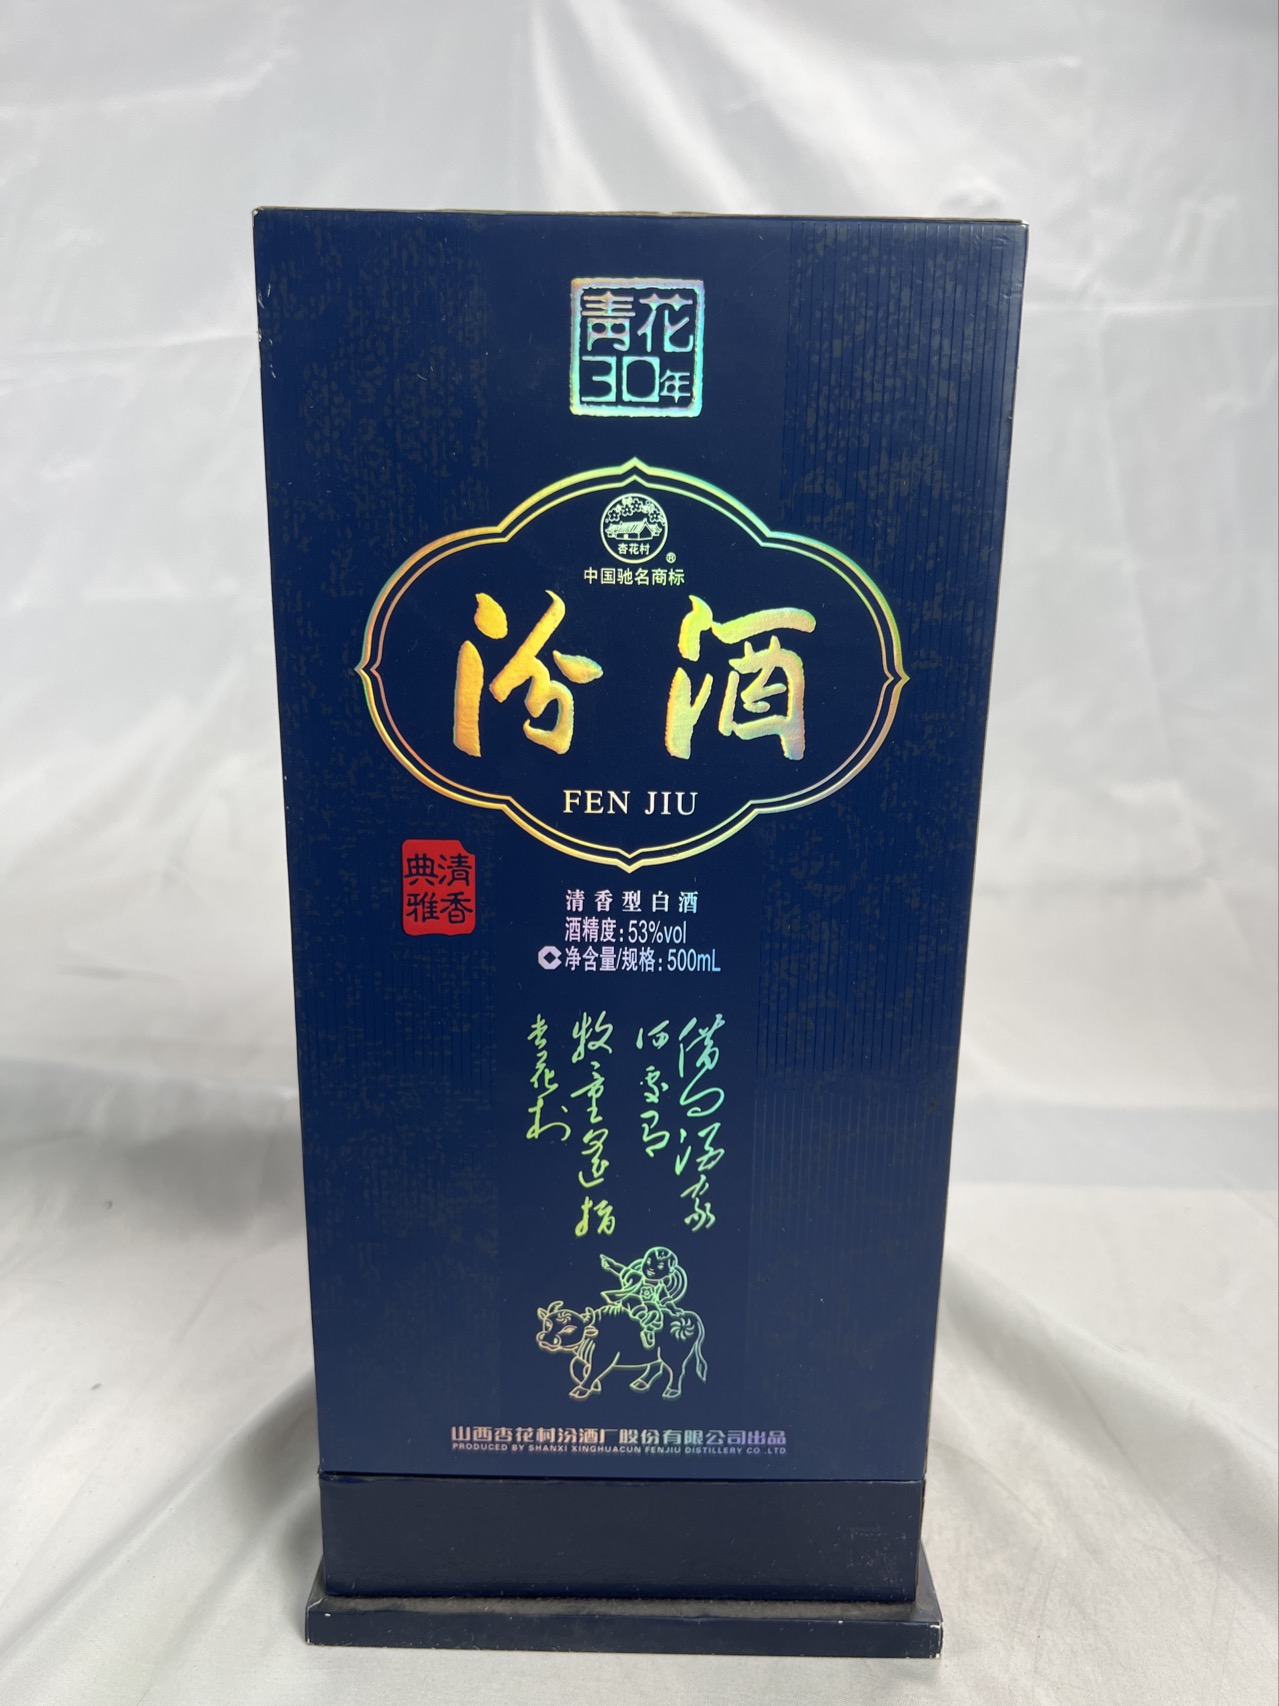 青花
30年
杏花村
®
中国驰名商标
汾酒
FEN JIU
清香
典雅
清香型白酒
酒精度:53%vol
净含量/规格:500mL
借问酒家
何处有
牧童遥指
杏花村
山西杏花村汾酒厂股份有限公司出品
PRODUCED BY SHANXI XINGHUACUN FENJIU DISTILLERY CO.,LTD